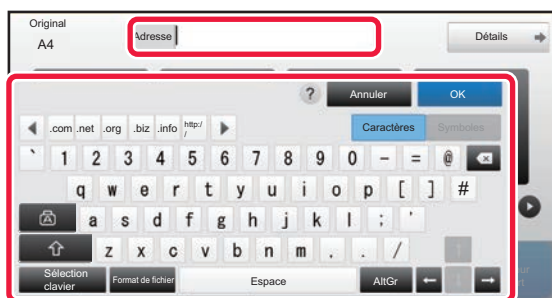 Original
A4
Adresse
Détails
? Annuler OK
.com .net .org .biz .info http:/
/
Caractères Symboles
` 1 2 3 4 5 6 7 8 9 0 - = @
q w e r t y u i o p [ ] #
a s d f g h j k l ; '
z x c v b n m . . /
Sélection
clavier
Format de fichier
Espace
AltGr